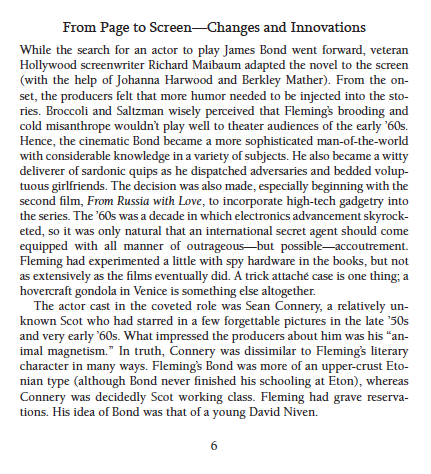 From Page to Screen—Changes and Innovations
While the search for an actor to play James Bond went forward, veteran
Hollywood screenwriter Richard Maibaum adapted the novel to the screen
(with the help of Johanna Harwood and Berkley Mather). From the on-
set, the producers felt that more humor needed to be injected into the sto-
ries. Broccoli and Saltzman wisely perceived that Fleming's brooding and
cold misanthrope wouldn't play well to theater audiences of the early '60s.
Hence, the cinematic Bond became a more sophisticated man-of-the-world
with considerable knowledge in a variety of subjects. He also became a witty
deliverer of sardonic quips as he dispatched adversaries and bedded volup-
tuous girlfriends. The decision was also made, especially beginning with the
second film, From Russia with Love, to incorporate high-tech gadgetry into
the series. The '60s was a decade in which electronics advancement skyrock-
eted, so it was only natural that an international secret agent should come
equipped with all manner of outrageous—but possible—accoutrement.
Fleming had experimented a little with spy hardware in the books, but not
as extensively as the films eventually did. A trick attaché case is one thing; a
hovercraft gondola in Venice is something else altogether.
The actor cast in the coveted role was Sean Connery, a relatively un-
known Scot who had starred in a few forgettable pictures in the late '50s
and very early '60s. What impressed the producers about him was his "an-
imal magnetism." In truth, Connery was dissimilar to Fleming's literary
character in many ways. Fleming's Bond was more of an upper-crust Eto-
nian type (although Bond never finished his schooling at Eton), whereas
Connery was decidedly Scot working class. Fleming had grave reserva-
tions. His idea of Bond was that of a young David Niven.
6